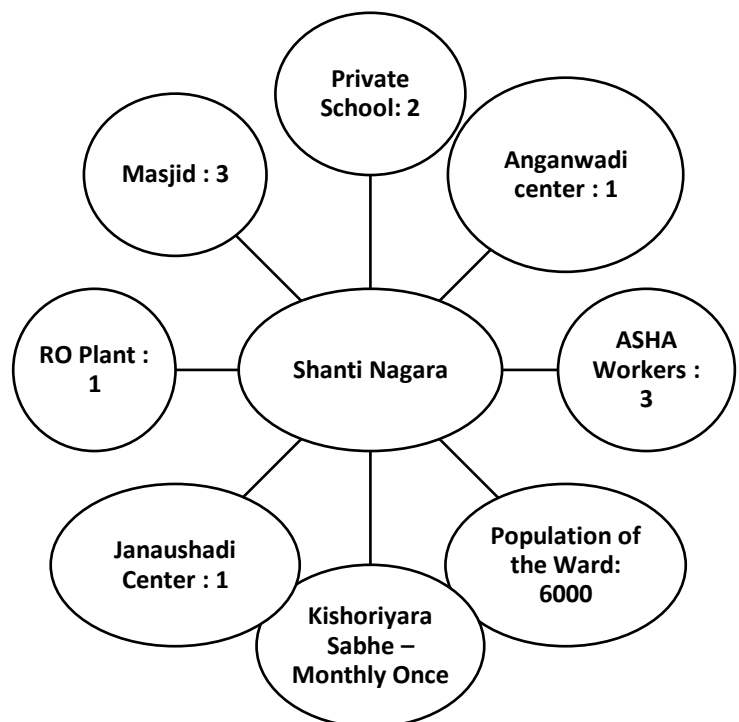 Private
School: 2
Anganwadi
center : 1
ASHA
Workers :
3
Population of
the Ward:
6000
Kishoriyara
Sabhe –
Monthly Once
Janaushadi
Center : 1
RO Plant :
1
Masjid : 3
Shanti Nagara